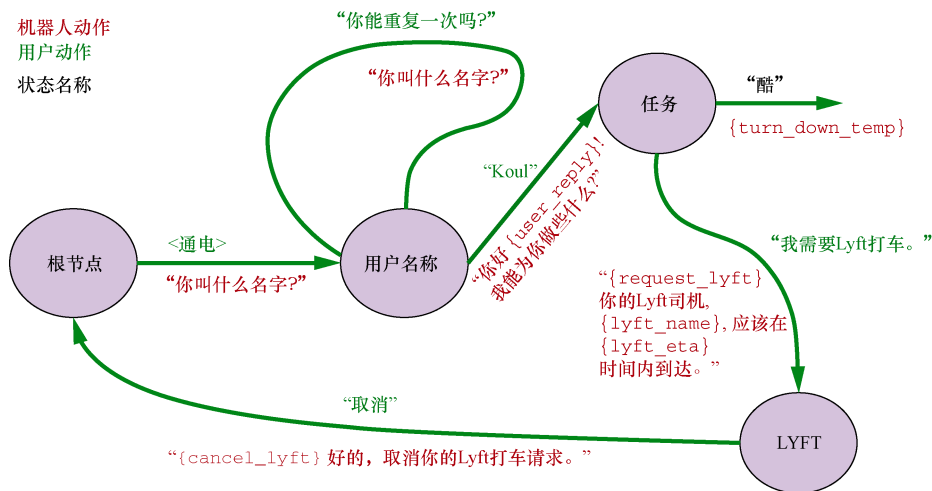 机器人动作
用户动作
状态名称
“你能重复一次吗?”
“你叫什么名字?”
任务
“酷”
{turn_down_temp}
“Koul”
“你好{user_reply}!
我能为你做些什么?”
根节点
<通电>
“你叫什么名字?”
用户名称
“我需要Lyft打车。”
“{request_lyft}
你的Lyft司机,
{lyft_name}, 应该在
{lyft_eta}
时间内到达。”
“取消”
“{cancel_lyft} 好的，取消你的Lyft打车请求。”
LYFT